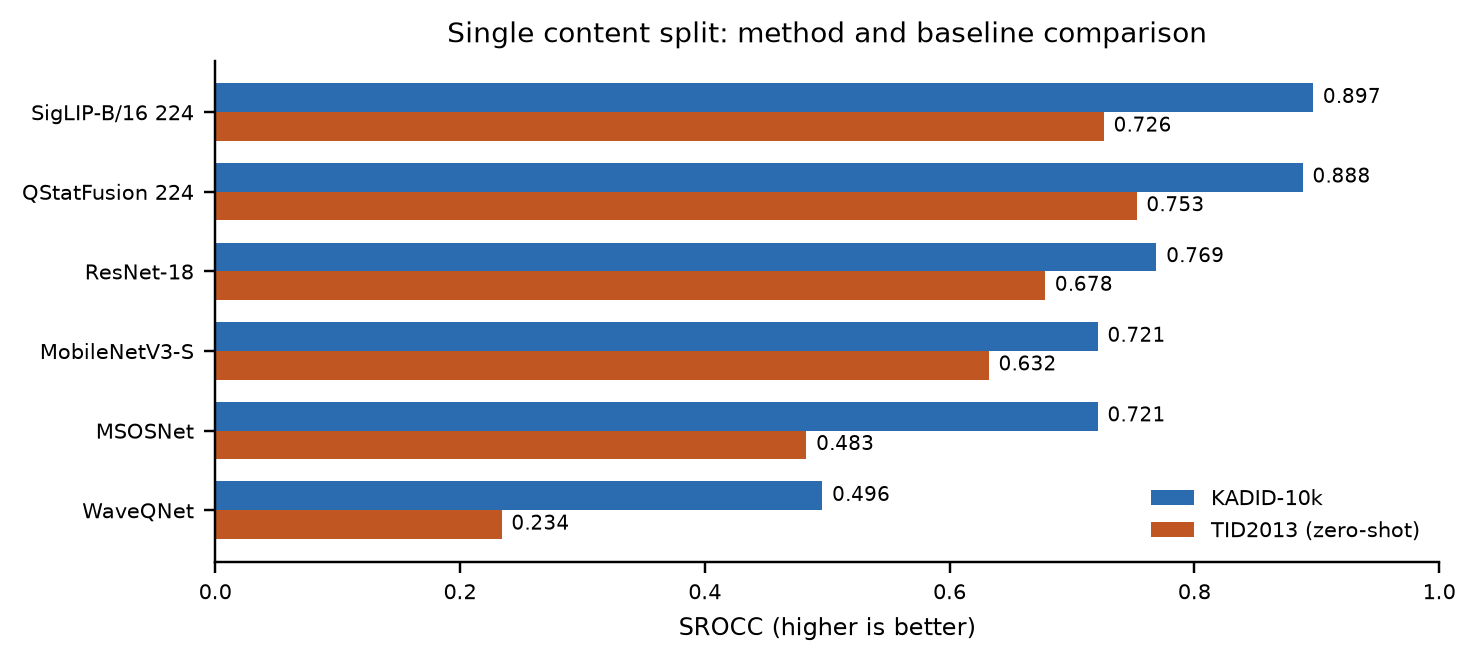 Single content split: method and baseline comparison
SigLIP-B/16 224
0.897
0.726
QStatFusion 224
0.888
0.753
ResNet-18
0.769
0.678
MobileNetV3-S
0.721
0.632
MSOSNet
0.721
0.483
WaveQNet
0.496
0.234
KADID-10k
TID2013 (zero-shot)
0.0 0.2 0.4 0.6 0.8 1.0
SROCC (higher is better)